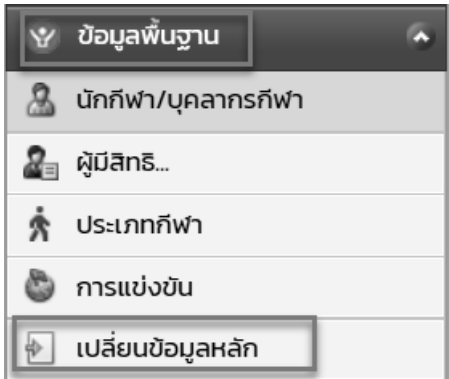 ข้อมูลพื้นฐาน
นักกีฬา/บุคลากรกีฬา
ผู้มีสิทธิ...
ประเภทกีฬา
การแข่งขัน
เปลี่ยนข้อมูลหลัก